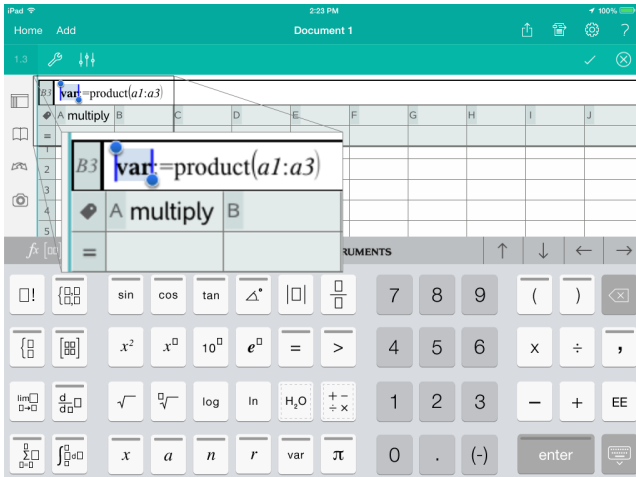 iPad 2:23 PM 100%
Home Add Document 1 ?
1.3
B3 var:=product(a1:a3)
A multiply B C D E F G H I J
=
1
2
3
4
5
B3 var:=product(a1:a3)
A multiply B
=
fx RUMENTS ↑ ↓ ← →
□! {□,□ □,□ sin cos tan ∠° |□| □/□ 7 8 9 ( )
{□ □ [□□ □□] x² x□ 10□ e□ = > 4 5 6 x ÷ ,
lim□ □→□ d/d□□ √ □√ log ln H₂O + − ÷ × 1 2 3 − + EE
□ Σ□ □=□ ∫□□□d□ x a n r var π 0 . (-) enter